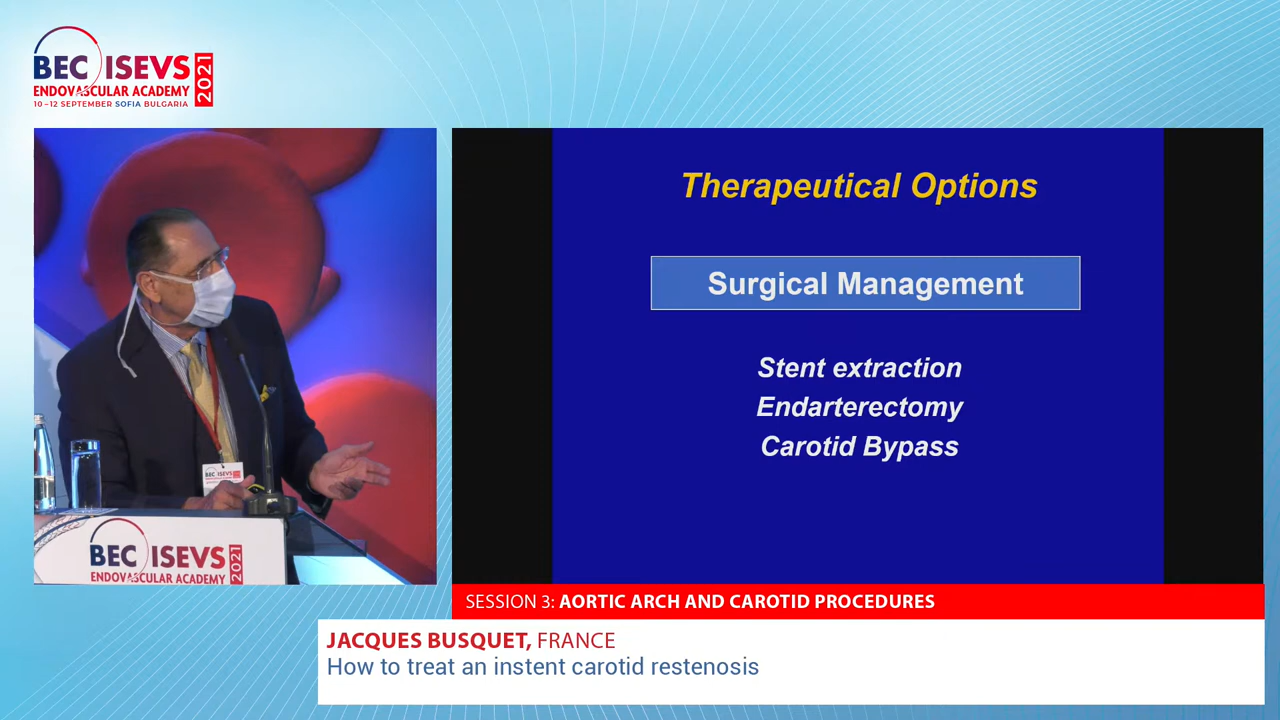 BEC ISEVS 2021
ENDOVASCULAR ACADEMY
10–12 SEPTEMBER SOFIA BULGARIA
Therapeutical Options
Surgical Management
Stent extraction
Endarterectomy
Carotid Bypass
BEC ISEVS
BEC ISEVS 2021
ENDOVASCULAR ACADEMY
SESSION 3: AORTIC ARCH AND CAROTID PROCEDURES
JACQUES BUSQUET, FRANCE
How to treat an instent carotid restenosis